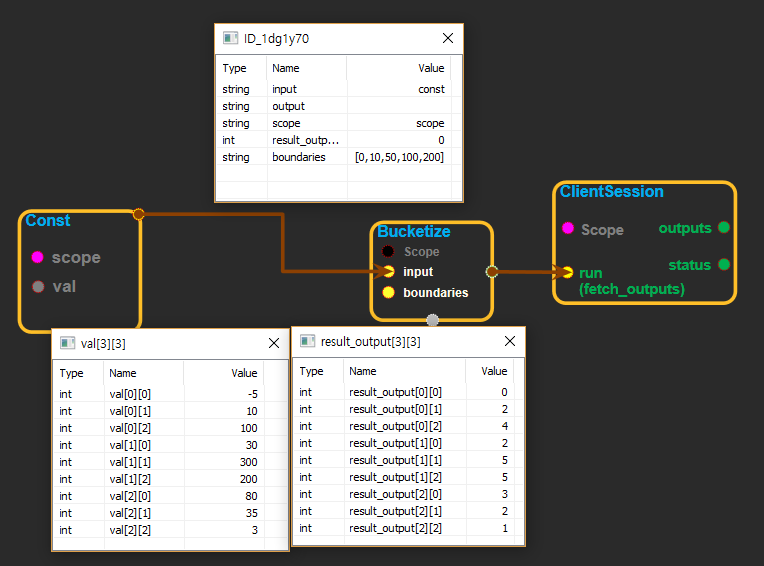 ID_1dg1y70
Type Name Value
string input const
string output
string scope scope
int result_outp... 0
string boundaries [0,10,50,100,200]
Const
scope
val
Bucketize
Scope
input
boundaries
ClientSession
Scope outputs
status
run
(fetch_outputs)
val[3][3]
Type Name Value
int val[0][0] -5
int val[0][1] 10
int val[0][2] 100
int val[1][0] 30
int val[1][1] 300
int val[1][2] 200
int val[2][0] 80
int val[2][1] 35
int val[2][2] 3
result_output[3][3]
Type Name Value
int result_output[0][0] 0
int result_output[0][1] 2
int result_output[0][2] 4
int result_output[1][0] 2
int result_output[1][1] 5
int result_output[1][2] 5
int result_output[2][0] 3
int result_output[2][1] 2
int result_output[2][2] 1